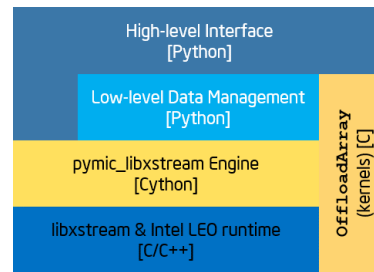 High-level Interface
[Python]
Low-level Data Management
[Python]
pymic_libxstream Engine
[Cython]
libxstream & Intel LEO runtime
[C/C++]
OffloadArray
(kernels) [C]